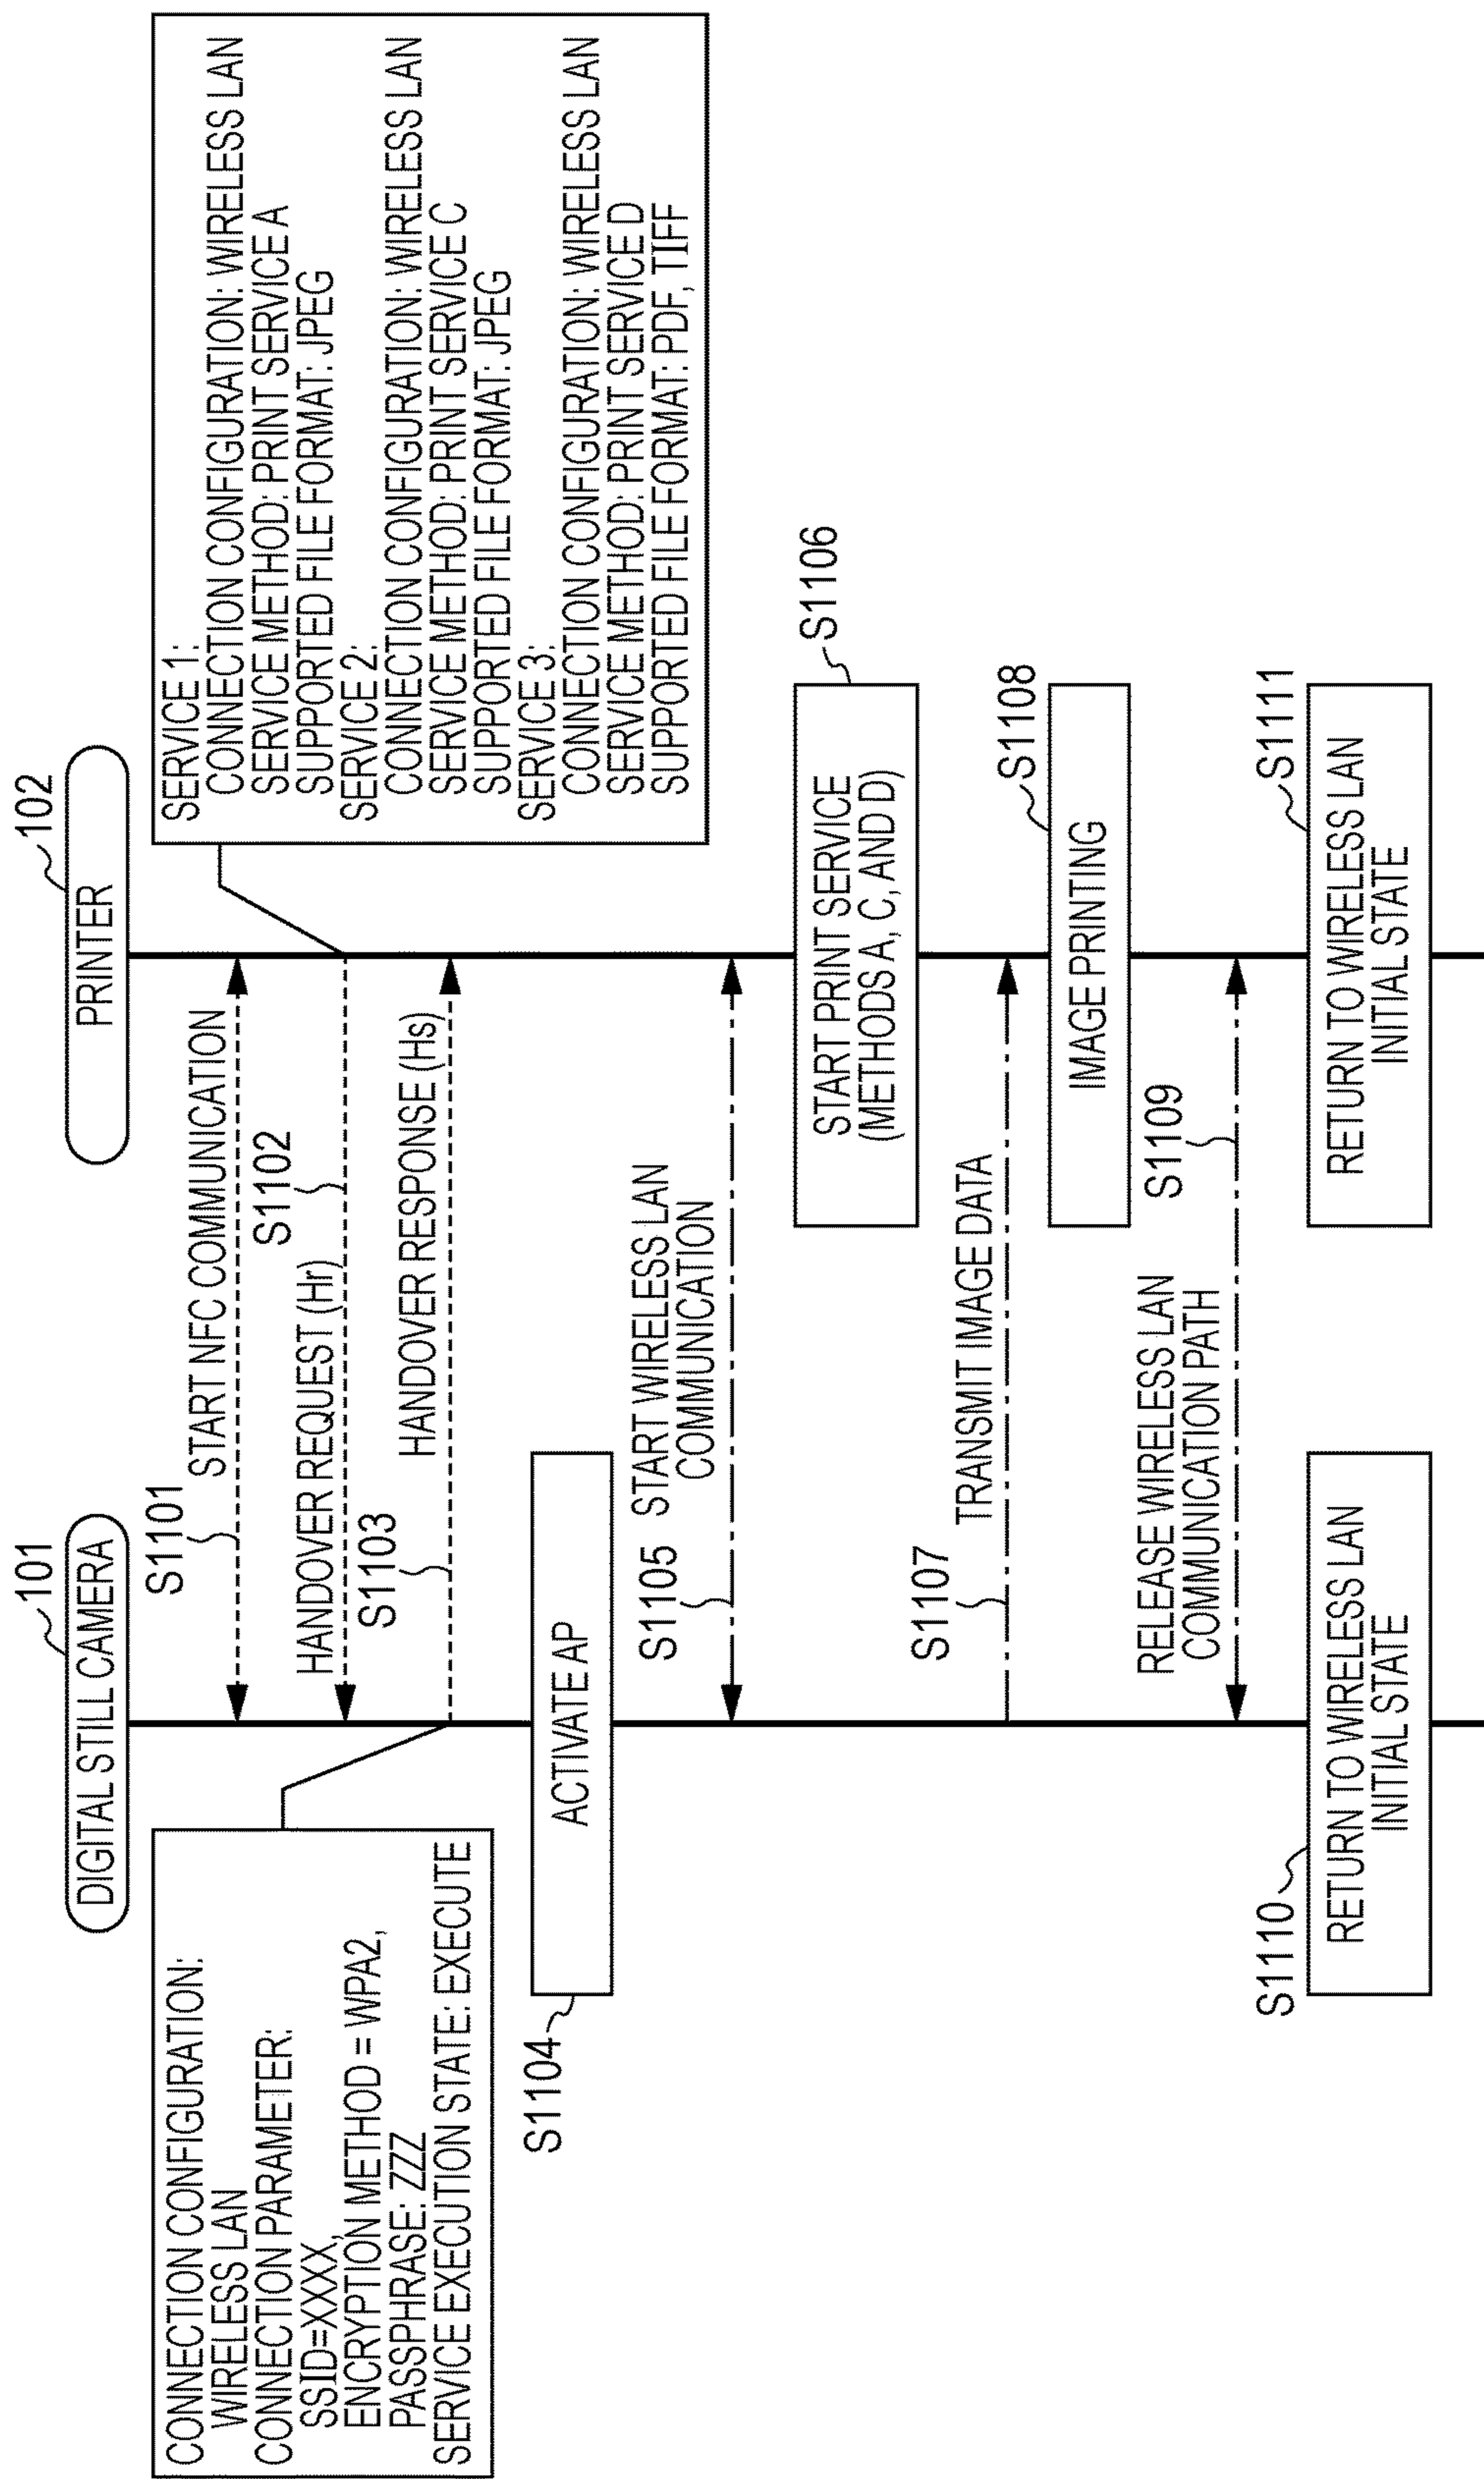 101
DIGITAL STILL CAMERA
102
PRINTER
CONNECTION CONFIGURATION:
WIRELESS LAN
CONNECTION PARAMETER:
SSID=XXXX,
ENCRYPTION METHOD = WPA2,
PASSPHRASE: ZZZ
SERVICE EXECUTION STATE: EXECUTE
SERVICE 1:
CONNECTION CONFIGURATION: WIRELESS LAN
SERVICE METHOD: PRINT SERVICE A
SUPPORTED FILE FORMAT: JPEG
SERVICE 2:
CONNECTION CONFIGURATION: WIRELESS LAN
SERVICE METHOD: PRINT SERVICE C
SUPPORTED FILE FORMAT: JPEG
SERVICE 3:
CONNECTION CONFIGURATION: WIRELESS LAN
SERVICE METHOD: PRINT SERVICE D
SUPPORTED FILE FORMAT: PDF, TIFF
S1101
START NFC COMMUNICATION
HANDOVER REQUEST (Hr)
S1102
S1103
HANDOVER RESPONSE (Hs)
S1104
ACTIVATE AP
S1105
START WIRELESS LAN
COMMUNICATION
START PRINT SERVICE
(METHODS A, C, AND D)
S1106
S1107
TRANSMIT IMAGE DATA
IMAGE PRINTING
S1108
RELEASE WIRELESS LAN
COMMUNICATION PATH
S1109
S1110
RETURN TO WIRELESS LAN
INITIAL STATE
RETURN TO WIRELESS LAN
INITIAL STATE
S1111